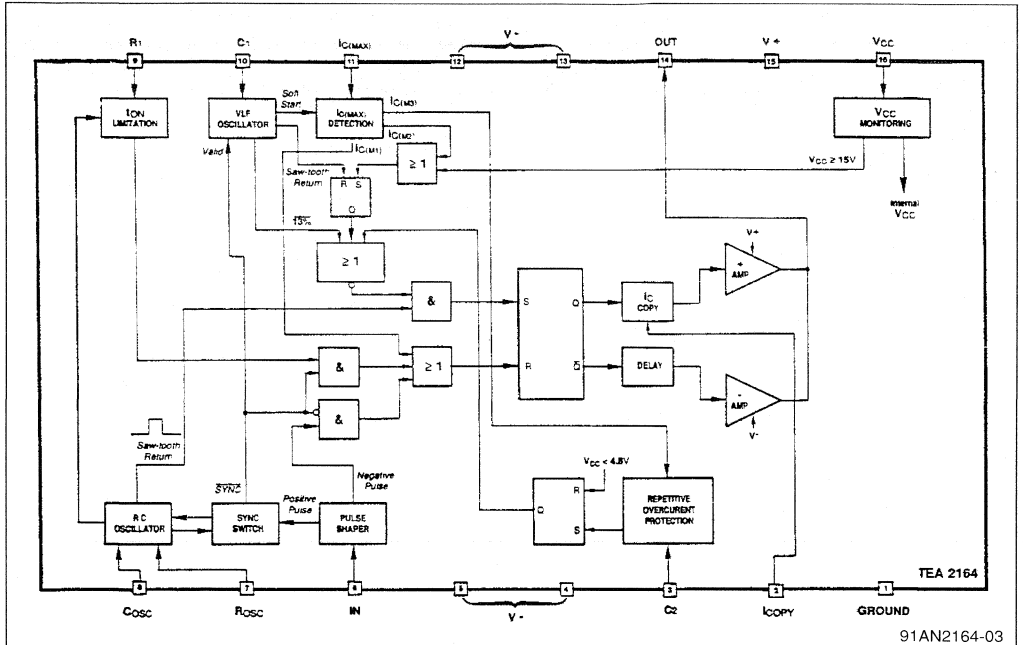 R1 C1 IC(MAX) V - OUT V + VCC
9 10 11 12 13 14 15 16
tON LIMITATION
VLF OSCILLATOR
Soft Start
IC(MAX) DETECTION
IC(M3)
IC(M2)
IC(M1)
VCC MONITORING
Valid
Saw-tooth Return
R S
Q
≥ 1
VCC ≥ 15V
Internal VCC
13%
≥ 1
V+
+
AMP
&
S Q
IC COPY
&
≥ 1
R Q
DELAY
-
AMP
V-
&
Saw-tooth Return
SYNC
Positive Pulse
Negative Pulse
VCC < 4.8V
R
Q
S
RC OSCILLATOR
SYNC SWITCH
PULSE SHAPER
REPETITIVE OVERCURENT PROTECTION
TEA 2164
8 7 6 5 4 3 2 1
COSC ROSC IN V - C2 ICOPY GROUND
91AN2164-03